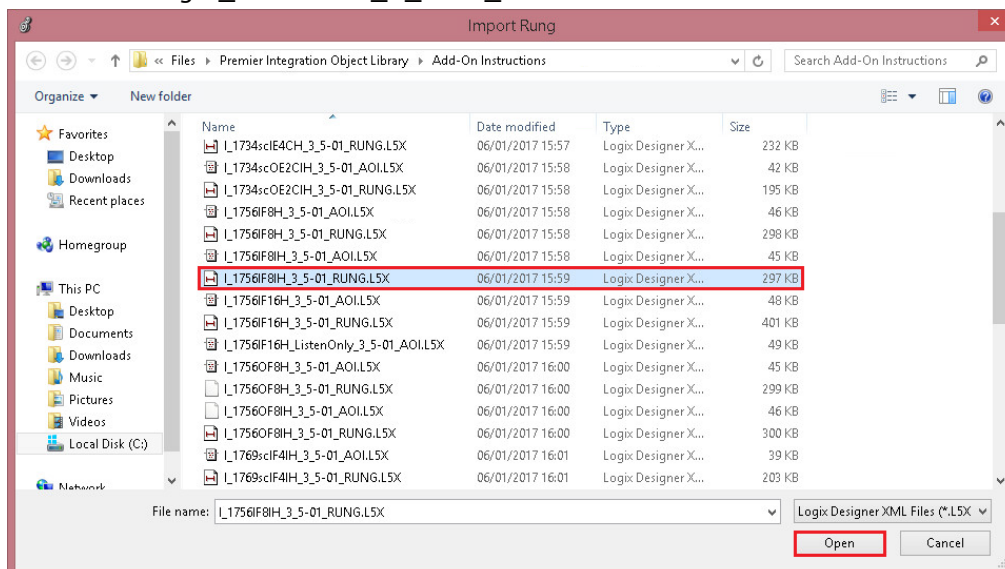 Import Rung
« Files ▸ Premier Integration Object Library ▸ Add-On Instructions
Search Add-On Instructions
Organize ▾ New folder
Favorites
Desktop
Downloads
Recent places
Homegroup
This PC
Desktop
Documents
Downloads
Music
Pictures
Videos
Local Disk (C:)
Network
Name Date modified Type Size
I_1734scIE4CH_3_5-01_RUNG.L5X 06/01/2017 15:57 Logix Designer X... 232 KB
I_1734scOE2CIH_3_5-01_AOI.L5X 06/01/2017 15:58 Logix Designer X... 42 KB
I_1734scOE2CIH_3_5-01_RUNG.L5X 06/01/2017 15:58 Logix Designer X... 195 KB
I_1756IF8H_3_5-01_AOI.L5X 06/01/2017 15:58 Logix Designer X... 46 KB
I_1756IF8H_3_5-01_RUNG.L5X 06/01/2017 15:58 Logix Designer X... 298 KB
I_1756IF8IH_3_5-01_AOI.L5X 06/01/2017 15:58 Logix Designer X... 45 KB
I_1756IF8IH_3_5-01_RUNG.L5X 06/01/2017 15:59 Logix Designer X... 297 KB
I_1756IF16H_3_5-01_AOI.L5X 06/01/2017 15:59 Logix Designer X... 48 KB
I_1756IF16H_3_5-01_RUNG.L5X 06/01/2017 15:59 Logix Designer X... 401 KB
I_1756IF16H_ListenOnly_3_5-01_AOI.L5X 06/01/2017 15:59 Logix Designer X... 49 KB
I_1756OF8H_3_5-01_AOI.L5X 06/01/2017 16:00 Logix Designer X... 45 KB
I_1756OF8H_3_5-01_RUNG.L5X 06/01/2017 16:00 Logix Designer X... 299 KB
I_1756OF8IH_3_5-01_AOI.L5X 06/01/2017 16:00 Logix Designer X... 46 KB
I_1756OF8IH_3_5-01_RUNG.L5X 06/01/2017 16:00 Logix Designer X... 300 KB
I_1769scIF4IH_3_5-01_AOI.L5X 06/01/2017 16:01 Logix Designer X... 39 KB
I_1769scIF4IH_3_5-01_RUNG.L5X 06/01/2017 16:01 Logix Designer X... 203 KB
File name: I_1756IF8IH_3_5-01_RUNG.L5X Logix Designer XML Files (*.L5X
Open Cancel